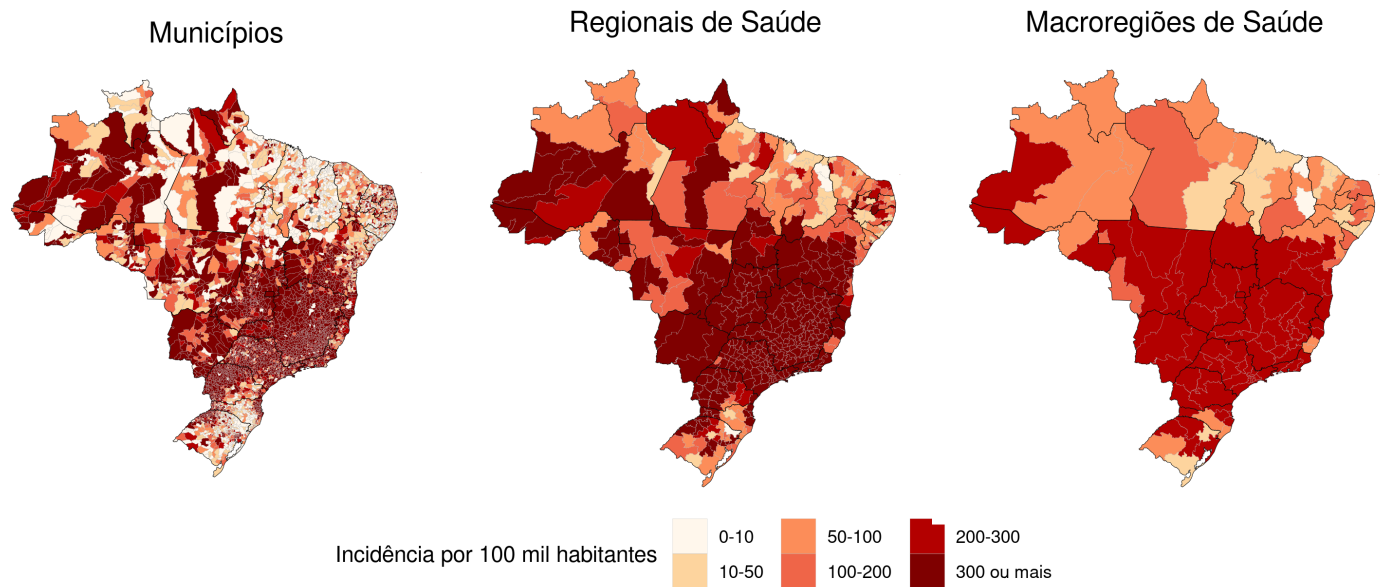 Municípios
Regionais de Saúde
Macroregiões de Saúde
Incidência por 100 mil habitantes
0-10
10-50
50-100
100-200
200-300
300 ou mais